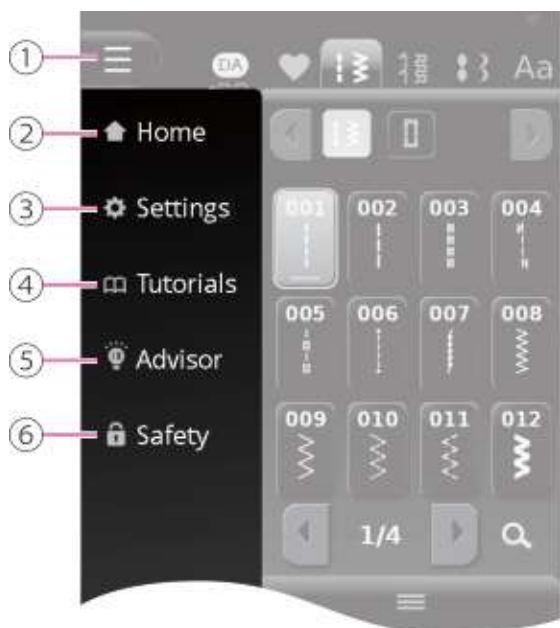 1
DA
Aa
2 Home
3 Settings
4 Tutorials
5 Advisor
6 Safety
001 002 003 004
005 006 007 008
009 010 011 012
1/4